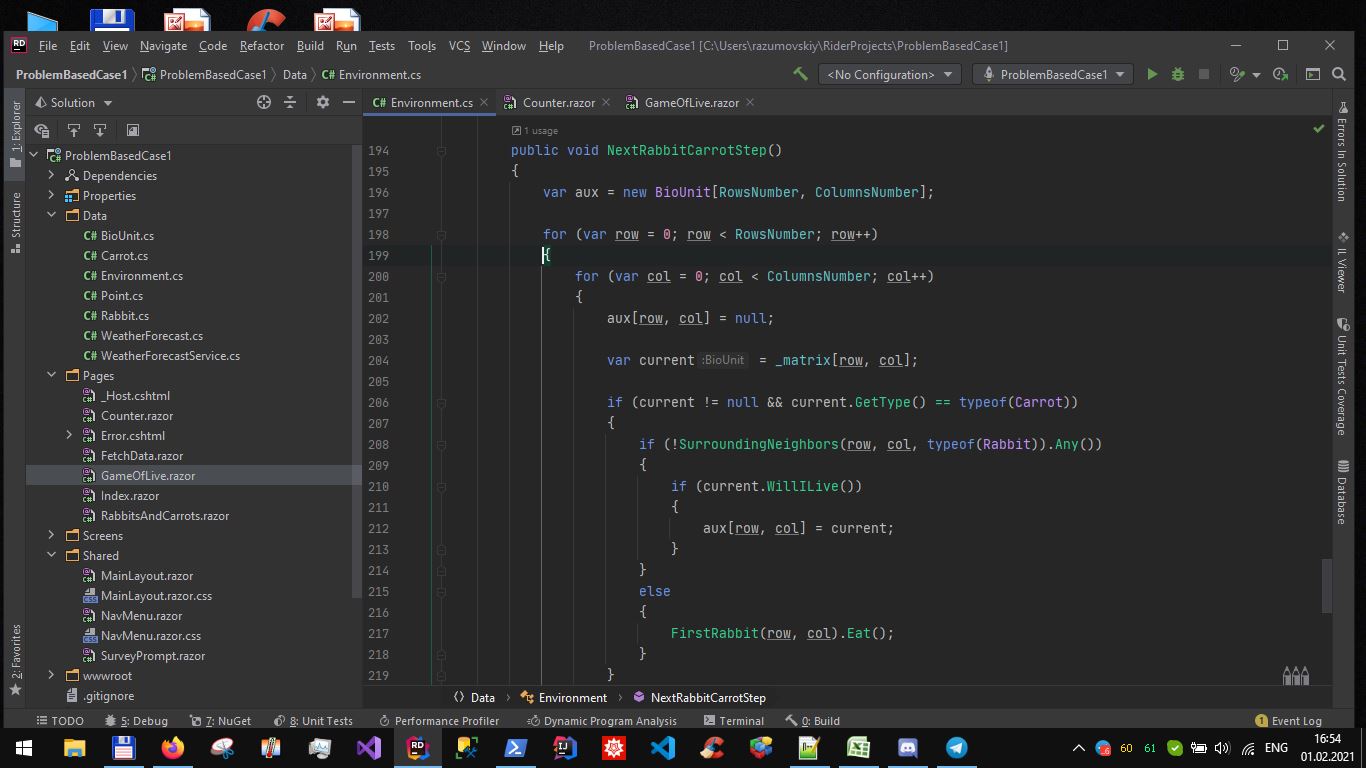 RD File Edit View Navigate Code Refactor Build Run Tests Tools VCS Window Help ProblemBasedCase1 [C:\Users\razumovskiy\RiderProjects\ProblemBasedCase1]
ProblemBasedCase1 ProblemBasedCase1 Data C# Environment.cs <No Configuration> ProblemBasedCase1
1: Explorer
Structure
2: Favorites
Solution
ProblemBasedCase1
Dependencies
Properties
Data
C# BioUnit.cs
C# Carrot.cs
C# Environment.cs
C# Point.cs
C# Rabbit.cs
C# WeatherForecast.cs
C# WeatherForecastService.cs
Pages
_Host.cshtml
Counter.razor
Error.cshtml
FetchData.razor
GameOfLive.razor
Index.razor
RabbitsAndCarrots.razor
Screens
Shared
MainLayout.razor
MainLayout.razor.css
NavMenu.razor
NavMenu.razor.css
SurveyPrompt.razor
wwwroot
.gitignore
C# Environment.cs Counter.razor GameOfLive.razor
1 usage
194 public void NextRabbitCarrotStep()
195 {
196 var aux = new BioUnit[RowsNumber, ColumnsNumber];
197
198 for (var row = 0; row < RowsNumber; row++)
199 {
200 for (var col = 0; col < ColumnsNumber; col++)
201 {
202 aux[row, col] = null;
203
204 var current :BioUnit = _matrix[row, col];
205
206 if (current != null && current.GetType() == typeof(Carrot))
207 {
208 if (!SurroundingNeighbors(row, col, typeof(Rabbit)).Any())
209 {
210 if (current.WillILive())
211 {
212 aux[row, col] = current;
213 }
214 }
215 else
216 {
217 FirstRabbit(row, col).Eat();
218 }
219 }
Data Environment NextRabbitCarrotStep
Errors In Solution
IL Viewer
Unit Tests Coverage
Database
TODO 5: Debug 7: NuGet 8: Unit Tests Performance Profiler Dynamic Program Analysis Terminal 0: Build 1 Event Log
RD IJ 60 61 ENG 16:54
01.02.2021